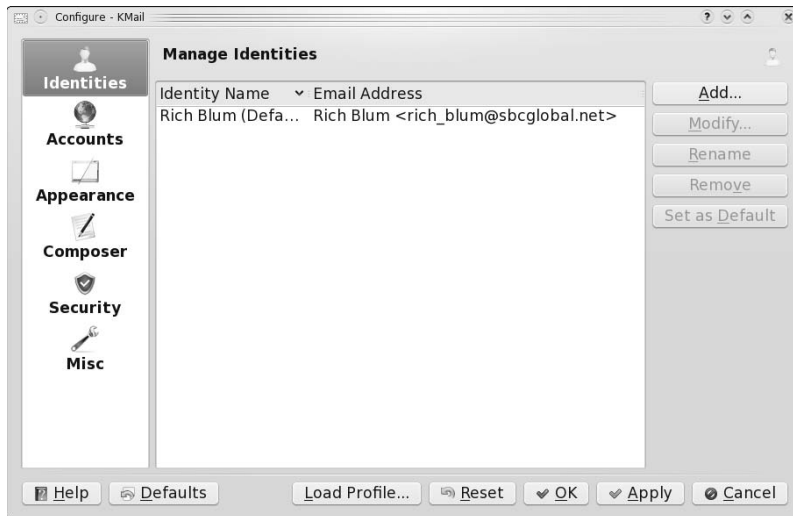 Configure - KMail
Manage Identities
Identities
Accounts
Appearance
Composer
Security
Misc
Identity Name Email Address
Rich Blum (Defa... Rich Blum <rich_blum@sbcglobal.net>
Add...
Modify...
Rename
Remove
Set as Default
Help Defaults Load Profile... Reset OK Apply Cancel